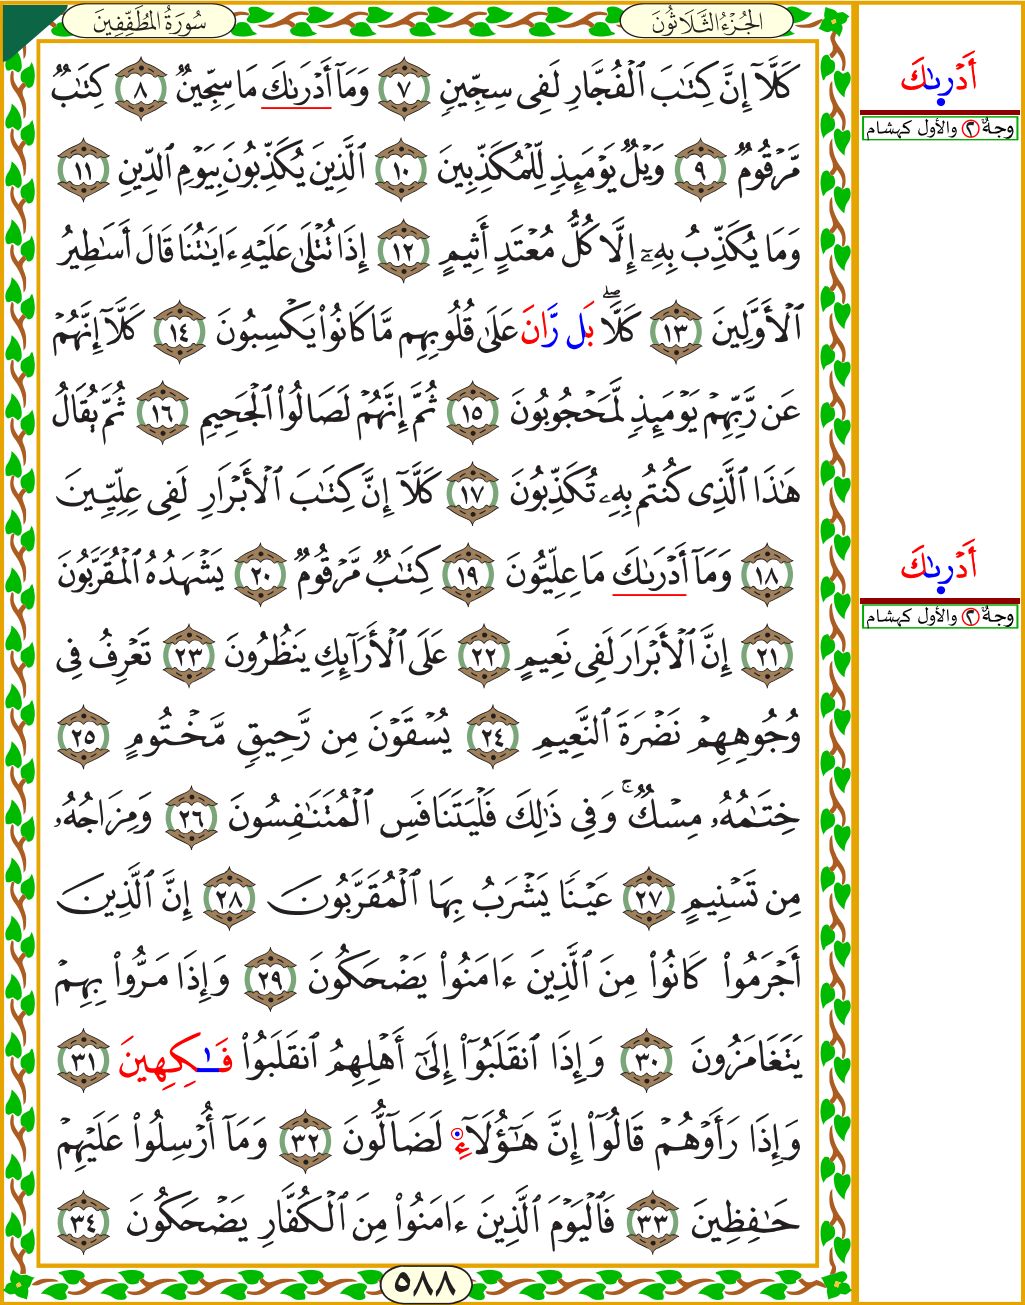 سُورَةُ المُطَفِّفِينَ
الجُزْءُ الثَّلَاثُونَ
كَلَّآ إِنَّ كِتَٰبَ ٱلْفُجَّارِ لَفِى سِجِّينٍ ٧ وَمَآ أَدْرَىٰكَ مَا سِجِّينٌ ٨ كِتَٰبٌ
مَّرْقُومٌ ٩ وَيْلٌ يَوْمَئِذٍ لِّلْمُكَذِّبِينَ ١٠ ٱلَّذِينَ يُكَذِّبُونَ بِيَوْمِ ٱلدِّينِ ١١
وَمَا يُكَذِّبُ بِهِۦٓ إِلَّا كُلُّ مُعْتَدٍ أَثِيمٍ ١٢ إِذَا تُتْلَىٰ عَلَيْهِ ءَايَٰتُنَا قَالَ أَسَٰطِيرُ
ٱلْأَوَّلِينَ ١٣ كَلَّاۖ بَل رَّانَ عَلَىٰ قُلُوبِهِم مَّا كَانُوا۟ يَكْسِبُونَ ١٤ كَلَّآ إِنَّهُمْ
عَن رَّبِّهِمْ يَوْمَئِذٍ لَّمَحْجُوبُونَ ١٥ ثُمَّ إِنَّهُمْ لَصَالُوا۟ ٱلْجَحِيمِ ١٦ ثُمَّ يُقَالُ
هَٰذَا ٱلَّذِى كُنتُم بِهِۦ تُكَذِّبُونَ ١٧ كَلَّآ إِنَّ كِتَٰبَ ٱلْأَبْرَارِ لَفِى عِلِّيِّينَ
١٨ وَمَآ أَدْرَىٰكَ مَا عِلِّيُّونَ ١٩ كِتَٰبٌ مَّرْقُومٌ ٢٠ يَشْهَدُهُ ٱلْمُقَرَّبُونَ
٢١ إِنَّ ٱلْأَبْرَارَ لَفِى نَعِيمٍ ٢٢ عَلَى ٱلْأَرَآئِكِ يَنظُرُونَ ٢٣ تَعْرِفُ فِى
وُجُوهِهِمْ نَضْرَةَ ٱلنَّعِيمِ ٢٤ يُسْقَوْنَ مِن رَّحِيقٍ مَّخْتُومٍ ٢٥
خِتَٰمُهُۥ مِسْكٌۚ وَفِى ذَٰلِكَ فَلْيَتَنَافَسِ ٱلْمُتَنَٰفِسُونَ ٢٦ وَمِزَاجُهُۥ
مِن تَسْنِيمٍ ٢٧ عَيْنًا يَشْرَبُ بِهَا ٱلْمُقَرَّبُونَ ٢٨ إِنَّ ٱلَّذِينَ
أَجْرَمُوا۟ كَانُوا۟ مِنَ ٱلَّذِينَ ءَامَنُوا۟ يَضْحَكُونَ ٢٩ وَإِذَا مَرُّوا۟ بِهِمْ
يَتَغَامَزُونَ ٣٠ وَإِذَا ٱنقَلَبُوٓا۟ إِلَىٰٓ أَهْلِهِمُ ٱنقَلَبُوا۟ فَٰكِهِينَ ٣١
وَإِذَا رَأَوْهُمْ قَالُوٓا۟ إِنَّ هَٰٓؤُلَآءِ لَضَآلُّونَ ٣٢ وَمَآ أُرْسِلُوا۟ عَلَيْهِمْ
حَٰفِظِينَ ٣٣ فَٱلْيَوْمَ ٱلَّذِينَ ءَامَنُوا۟ مِنَ ٱلْكُفَّارِ يَضْحَكُونَ ٣٤
٥٨٨
أَدْرىٰكَ
وجهٌ ٢ والأول كهشام
أَدْرىٰكَ
وجهٌ ٢ والأول كهشام